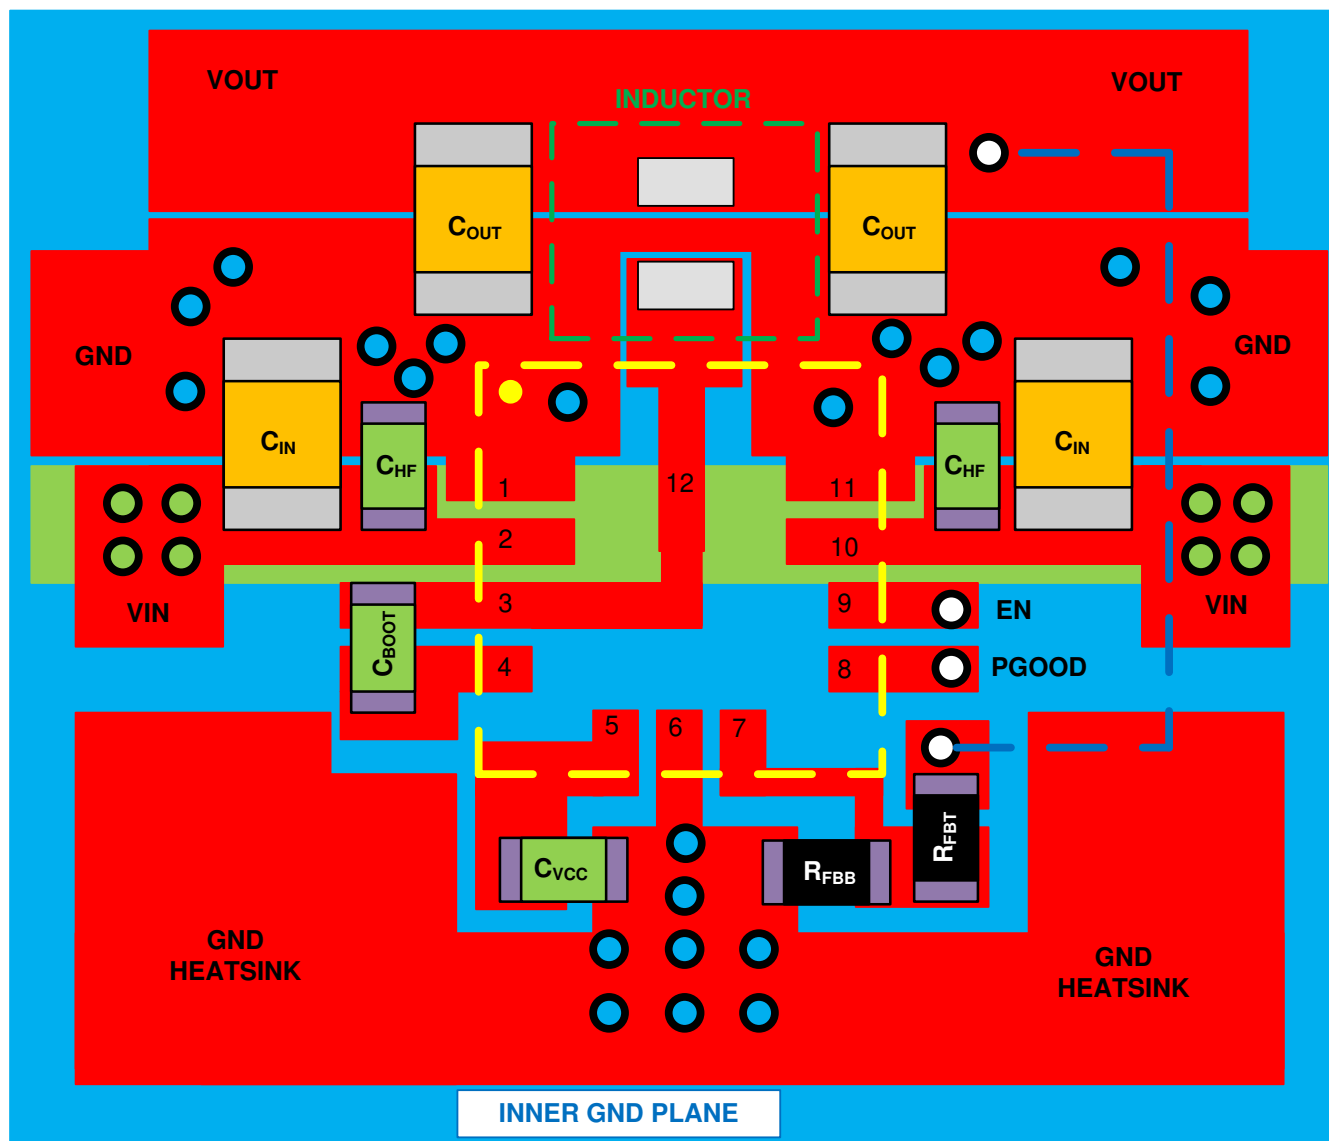 VOUT
VOUT
INDUCTOR
COUT
COUT
GND
GND
CIN
CHF
CHF
CIN
1
12
11
2
10
VIN
3
9
EN
VIN
CBOOT
4
8
PGOOD
5
6
7
CVCC
RFBB
RFBT
GND
HEATSINK
GND
HEATSINK
INNER GND PLANE